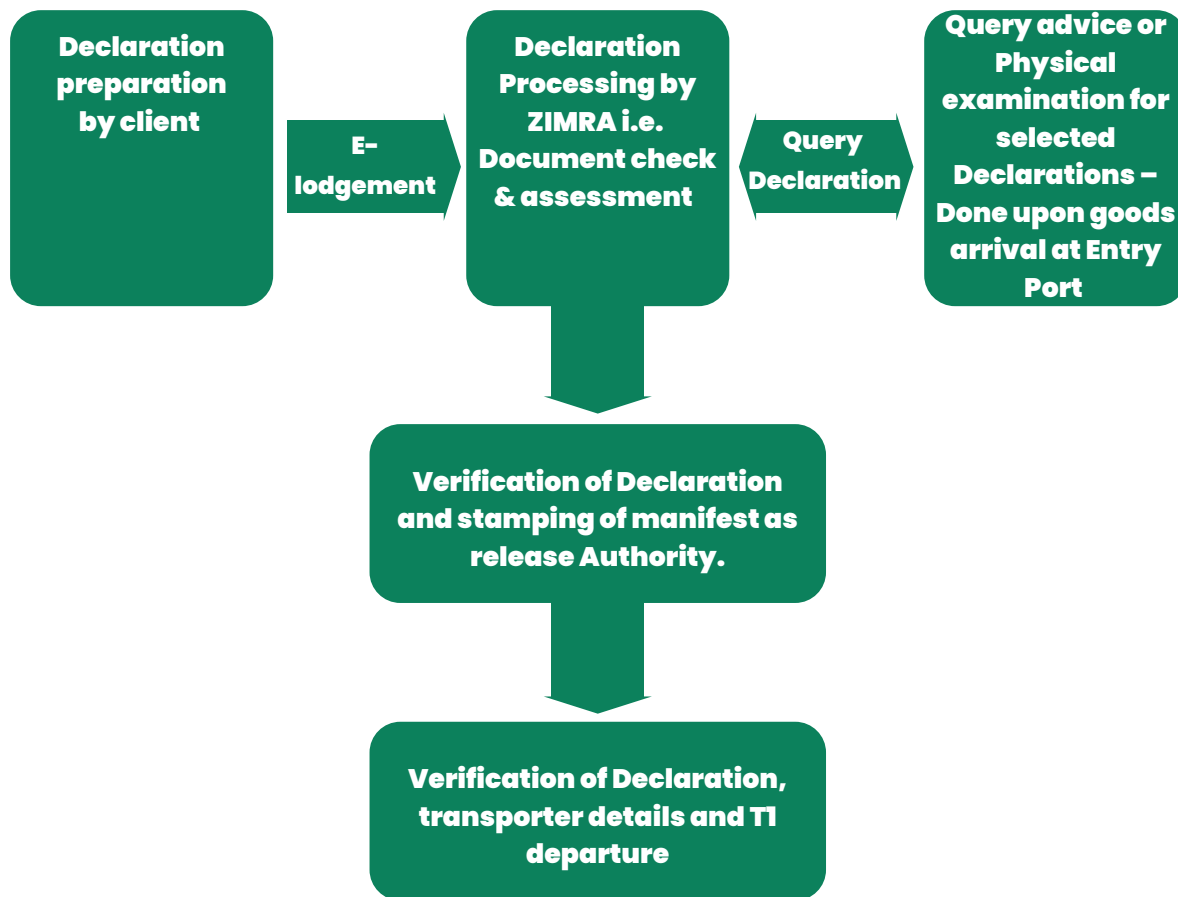 Declaration
preparation
by client
E-
lodgement
Declaration
Processing by
ZIMRA i.e.
Document check
& assessment
Query
Declaration
Query advice or
Physical
examination for
selected
Declarations –
Done upon goods
arrival at Entry
Port
Verification of Declaration
and stamping of manifest as
release Authority.
Verification of Declaration,
transporter details and T1
departure